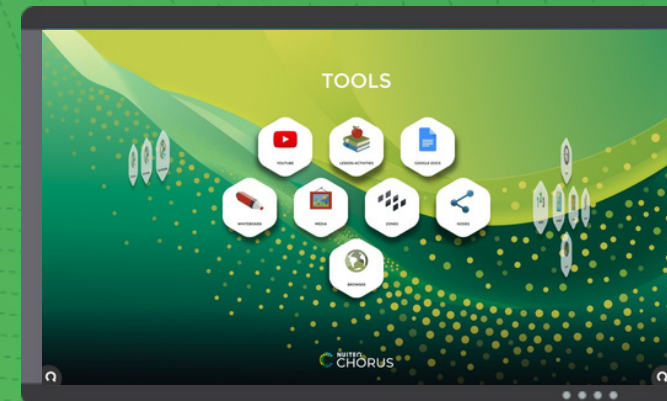 TOOLS
YOUTUBE
LESSON ACTIVITIES
GOOGLE DOCS
WHITEBOARD
MEDIA
ZONES
NODES
BROWSER
NUITEQ
CHORUS